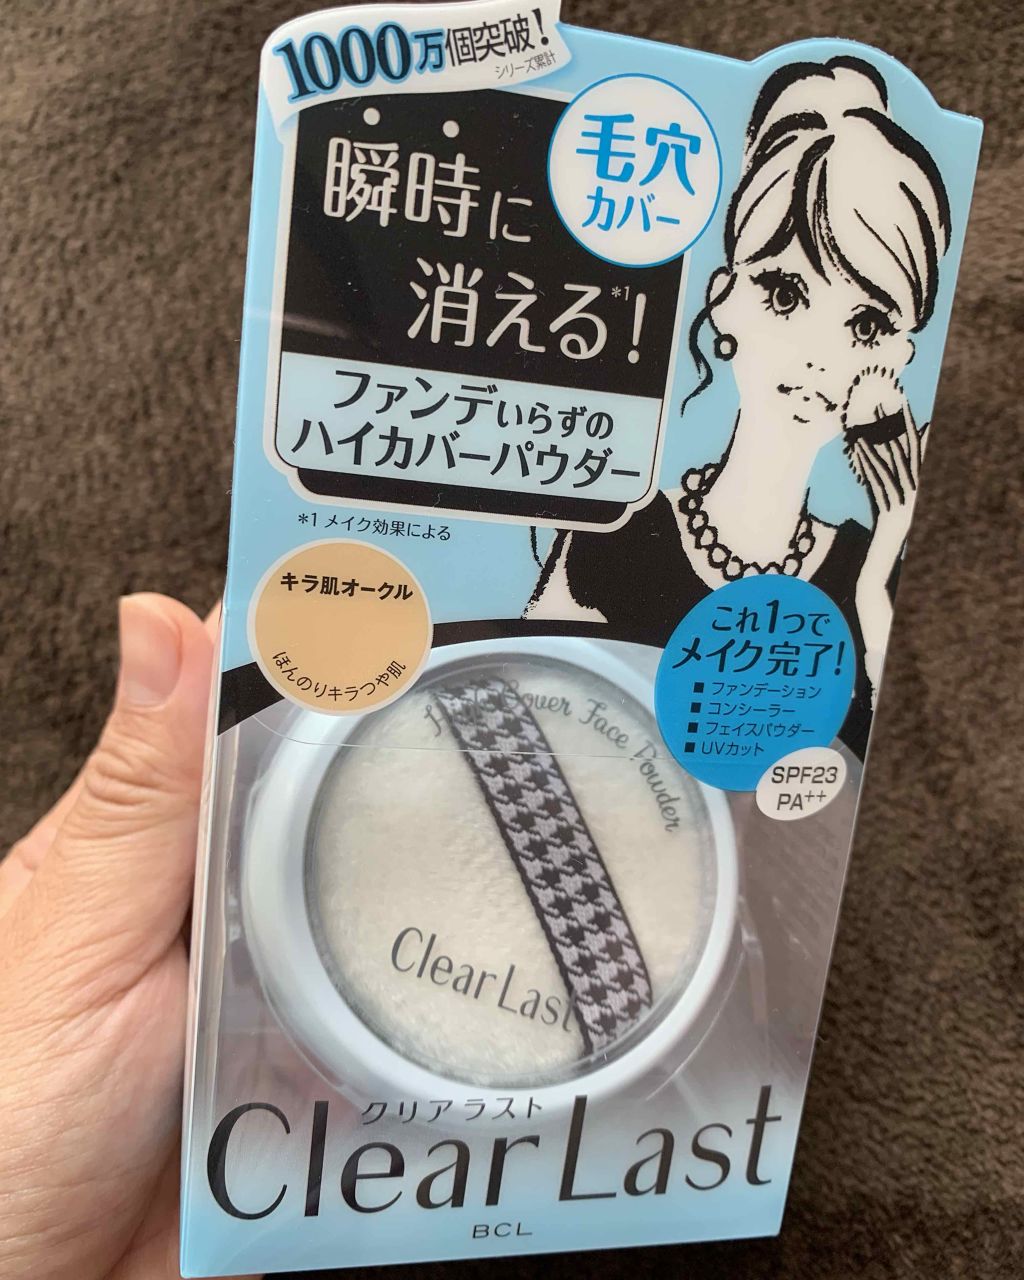 1000万個突破!
シリーズ累計
毛穴
カバー
瞬時に
消える*1!
ファンデいらずの
ハイカバーパウダー
*1 メイク効果による
キラ肌オークル
ほんのりキラつや肌
これ1つで
メイク完了!
■ ファンデーション
■ コンシーラー
■ フェイスパウダー
■ UVカット
SPF23
PA++
Cover Face Powder
Clear Last
クリアラスト
Clear Last
BCL